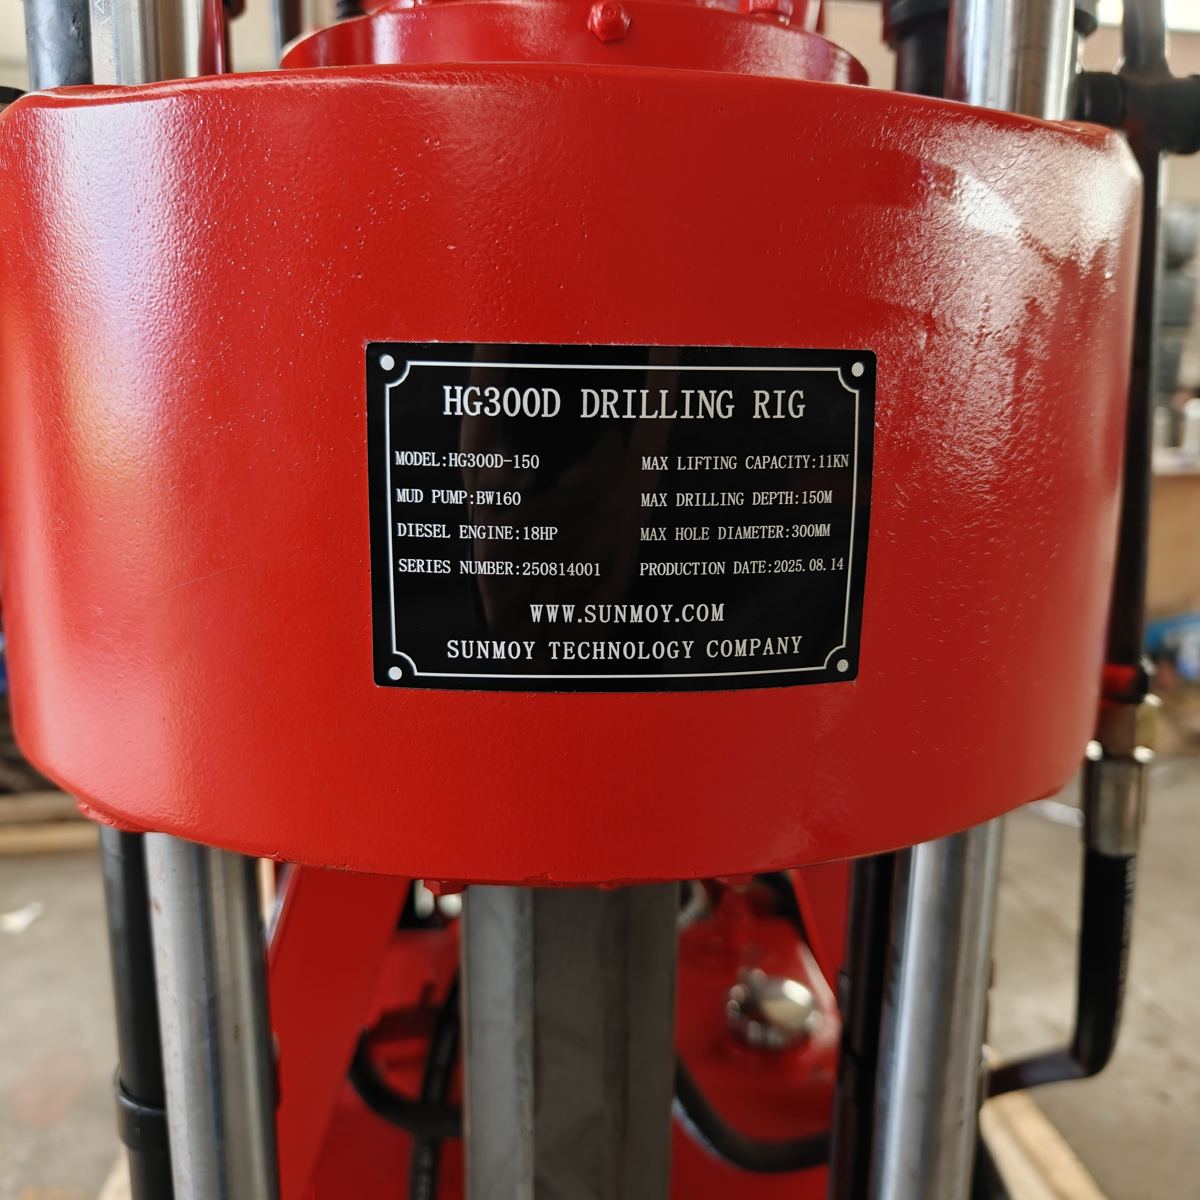 HG300D DRILLING RIG
MODEL:HG300D-150 MAX LIFTING CAPACITY:11KN
MUD PUMP:BW160 MAX DRILLING DEPTH:150M
DIESEL ENGINE:18HP MAX HOLE DIAMETER:300MM
SERIES NUMBER:250814001 PRODUCTION DATE:2025.08.14
WWW.SUNMOY.COM
SUNMOY TECHNOLOGY COMPANY